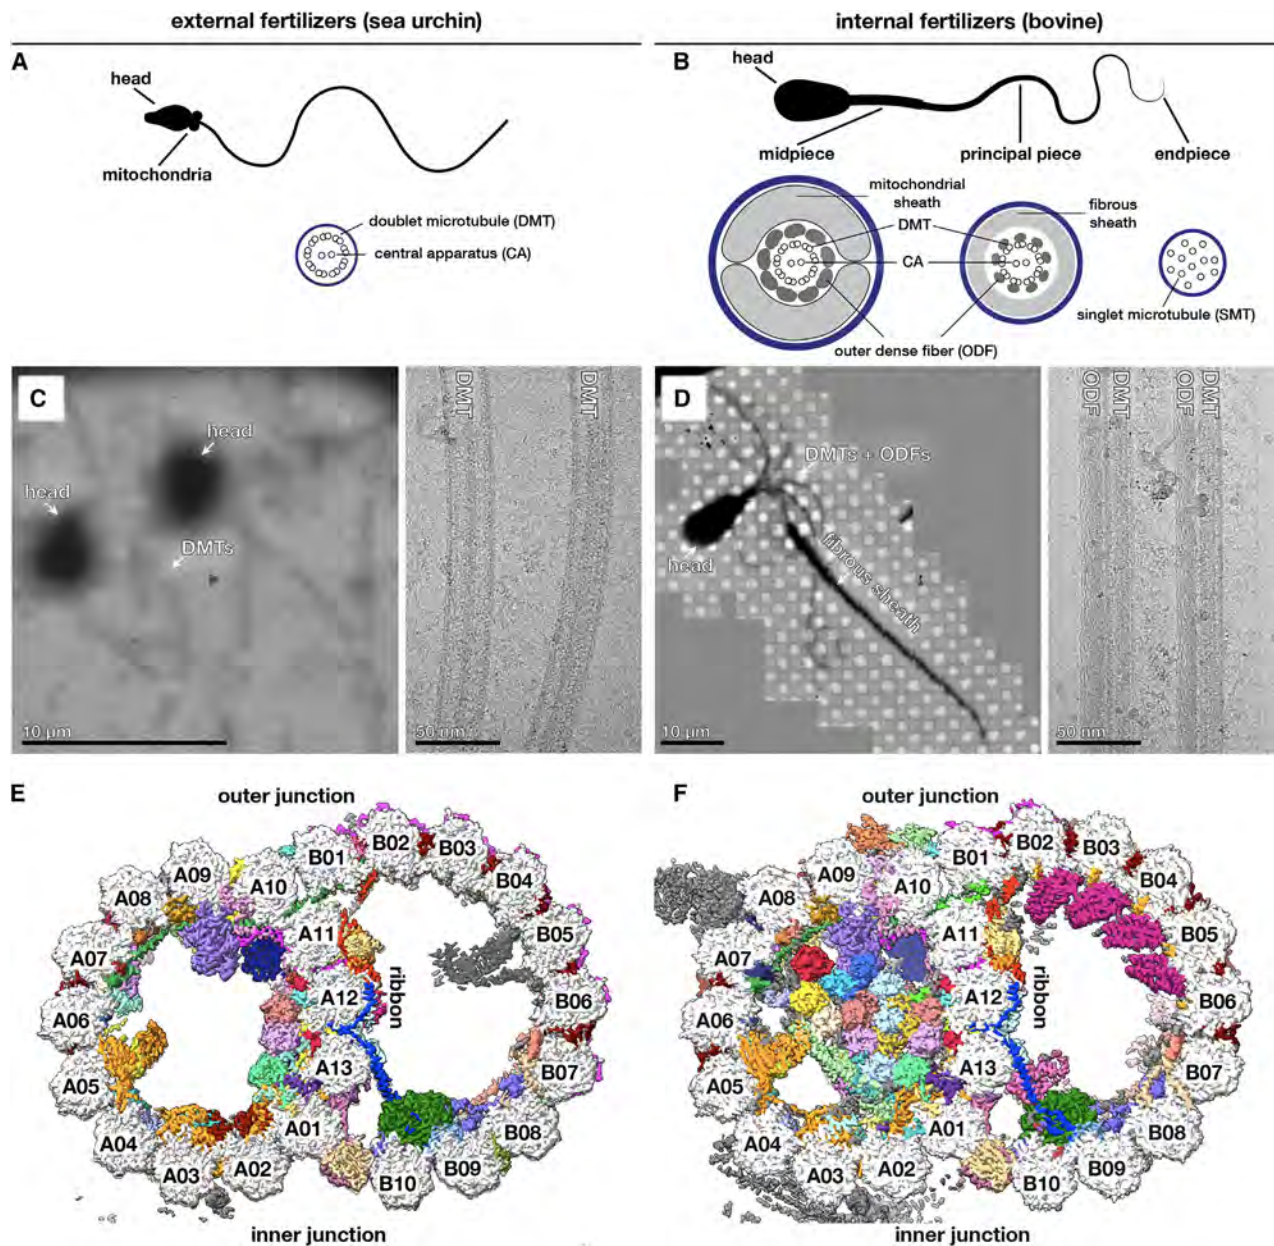 external fertilizers (sea urchin)
internal fertilizers (bovine)
A
head
mitochondria
doublet microtubule (DMT)
central apparatus (CA)
B
head
midpiece
principal piece
endpiece
mitochondrial
sheath
DMT
CA
outer dense fiber (ODF)
fibrous
sheath
singlet microtubule (SMT)
C
head
head
DMTs
10 µm
DMT
DMT
50 nm
D
DMTs + ODFs
head
fibrous sheath
10 µm
ODF
DMT
ODF
DMT
50 nm
E
outer junction
A08
A09
A10
B01
B02
B03
B04
A07
A11
B05
A06
A12
ribbon
B06
A05
A13
B07
A04
A01
B08
A03
A02
B10
B09
inner junction
F
outer junction
A08
A09
A10
B01
B02
B03
B04
A07
A11
B05
A06
A12
ribbon
B06
A05
A13
B07
A04
A01
B08
A03
A02
B10
B09
inner junction